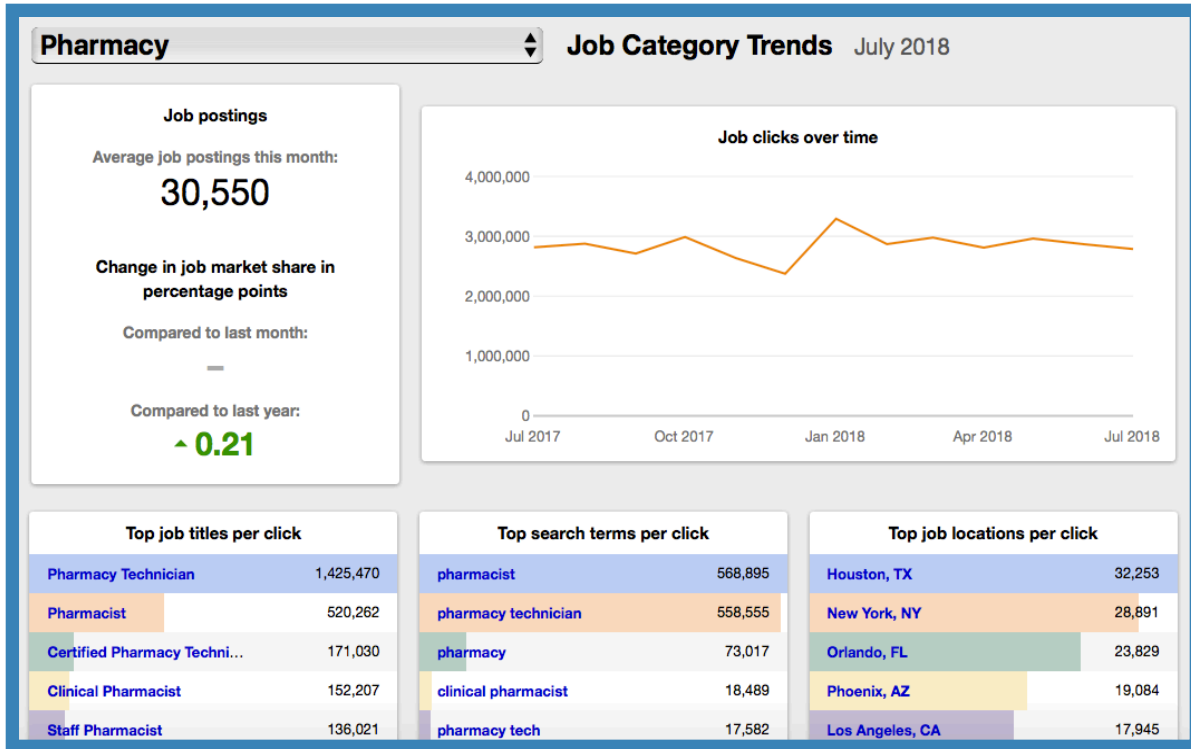 Pharmacy
Job Category Trends July 2018
Job postings
Average job postings this month:
30,550
Change in job market share in
percentage points
Compared to last month:
–
Compared to last year:
0.21
Job clicks over time
4,000,000
3,000,000
2,000,000
1,000,000
0
Jul 2017 Oct 2017 Jan 2018 Apr 2018 Jul 2018
Top job titles per click
Pharmacy Technician 1,425,470
Pharmacist 520,262
Certified Pharmacy Techni... 171,030
Clinical Pharmacist 152,207
Staff Pharmacist 136,021
Top search terms per click
pharmacist 568,895
pharmacy technician 558,555
pharmacy 73,017
clinical pharmacist 18,489
pharmacy tech 17,582
Top job locations per click
Houston, TX 32,253
New York, NY 28,891
Orlando, FL 23,829
Phoenix, AZ 19,084
Los Angeles, CA 17,945